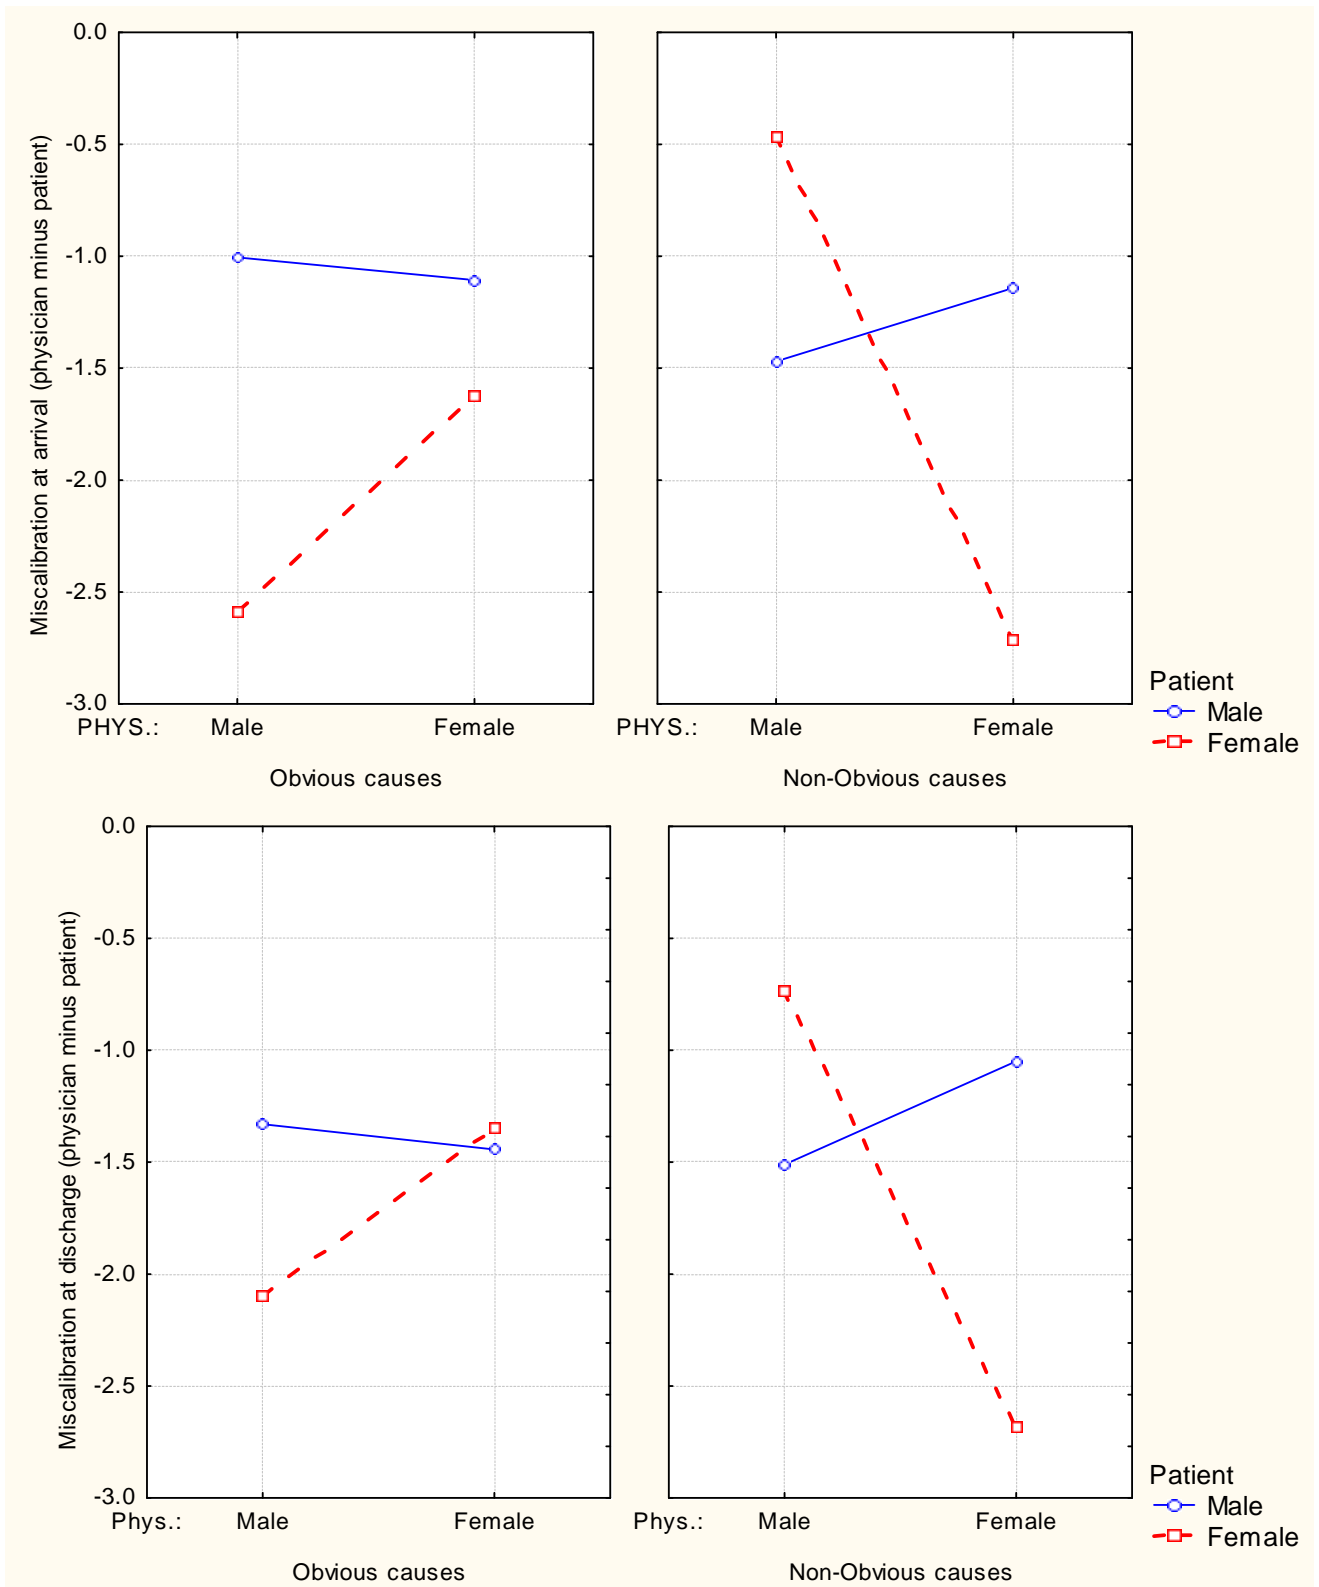 Miscalibration at arrival (physician minus patient)
0.0
-0.5
-1.0
-1.5
-2.0
-2.5
-3.0
PHYS.: Male Female
PHYS.: Male Female
Obvious causes
Non-Obvious causes
Patient
Male
Female
Miscalibration at discharge (physician minus patient)
0.0
-0.5
-1.0
-1.5
-2.0
-2.5
-3.0
Phys.: Male Female
Phys.: Male Female
Obvious causes
Non-Obvious causes
Patient
Male
Female